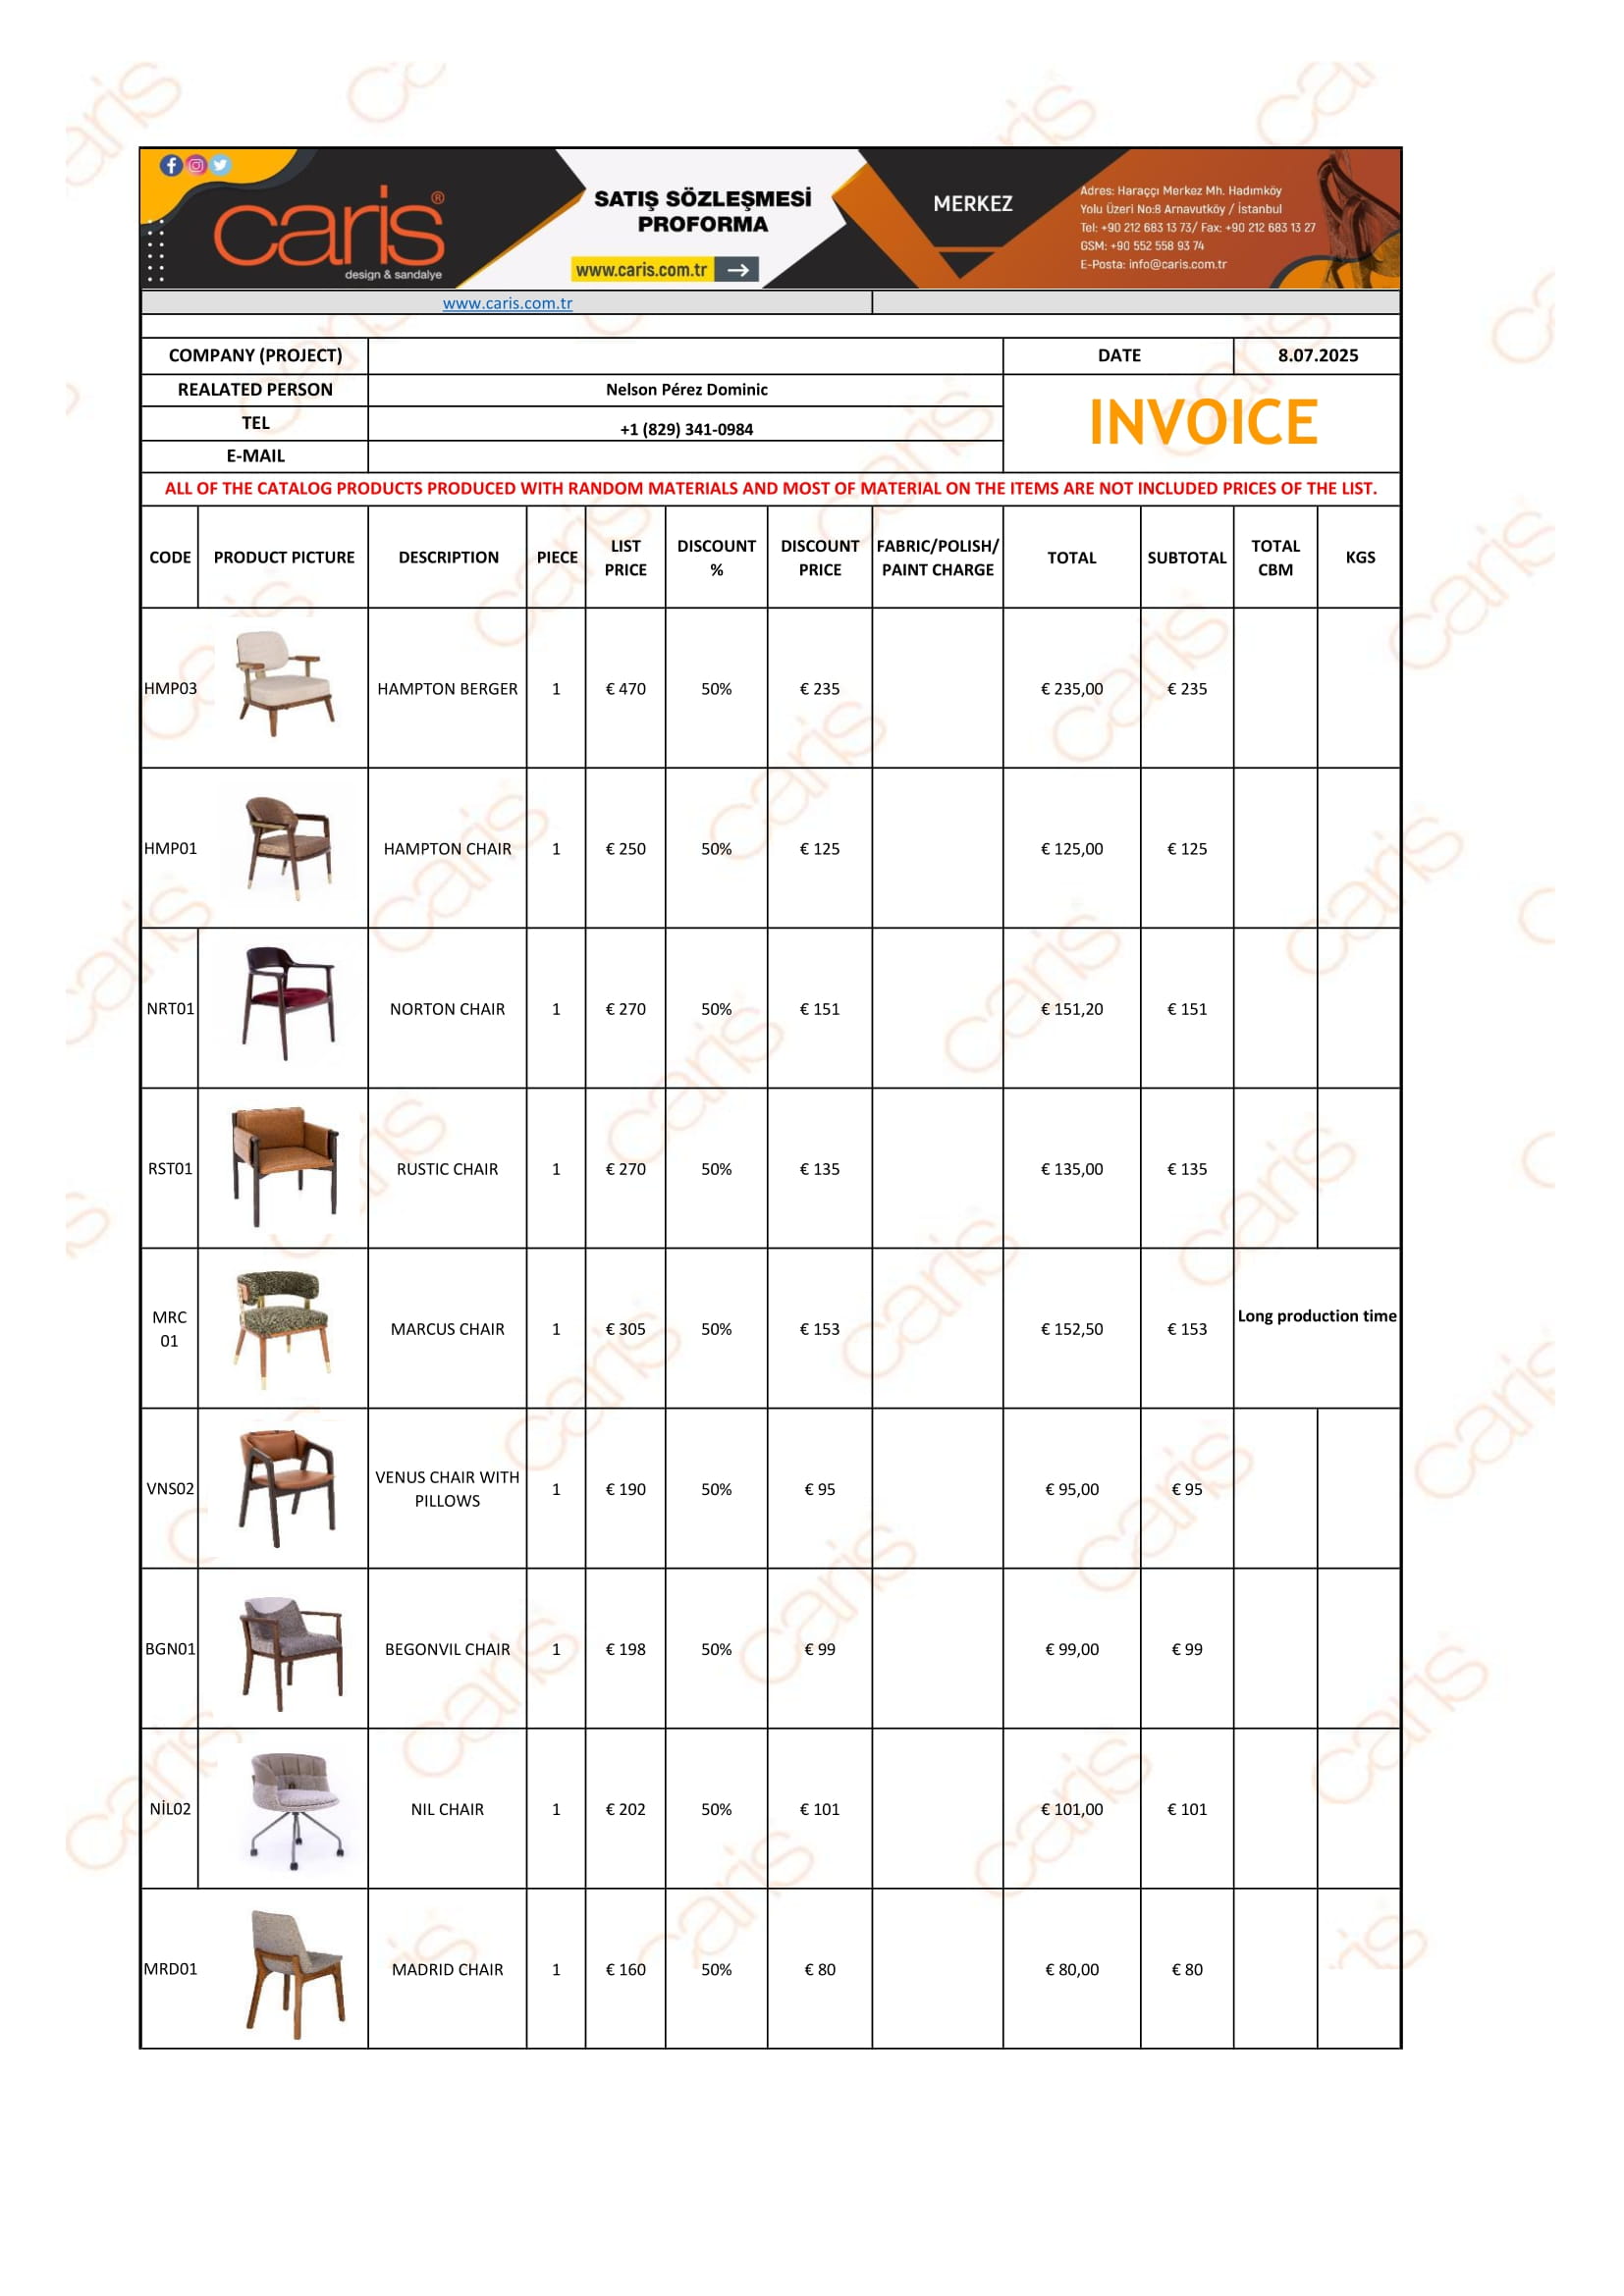 caris®
design & sandalye
SATIŞ SÖZLEŞMESİ
PROFORMA
www.caris.com.tr
MERKEZ
Adres: Haraççı Merkez Mh. Hadımköy
Yolu Üzeri No:8 Arnavutköy / İstanbul
Tel: +90 212 683 13 73/ Fax: +90 212 683 13 27
GSM: +90 552 558 93 74
E-Posta: info@caris.com.tr
www.caris.com.tr
COMPANY (PROJECT) DATE 8.07.2025
REALATED PERSON Nelson Pérez Dominic
INVOICE
TEL +1 (829) 341-0984
E-MAIL
ALL OF THE CATALOG PRODUCTS PRODUCED WITH RANDOM MATERIALS AND MOST OF MATERIAL ON THE ITEMS ARE NOT INCLUDED PRICES OF THE LIST.
CODE PRODUCT PICTURE DESCRIPTION PIECE LIST PRICE DISCOUNT % DISCOUNT PRICE FABRIC/POLISH/ PAINT CHARGE TOTAL SUBTOTAL TOTAL CBM KGS
HMP03 HAMPTON BERGER 1 € 470 50% € 235 € 235,00 € 235
HMP01 HAMPTON CHAIR 1 € 250 50% € 125 € 125,00 € 125
NRT01 NORTON CHAIR 1 € 270 50% € 151 € 151,20 € 151
RST01 RUSTIC CHAIR 1 € 270 50% € 135 € 135,00 € 135
MRC 01 MARCUS CHAIR 1 € 305 50% € 153 € 152,50 € 153 Long production time
VNS02 VENUS CHAIR WITH PILLOWS 1 € 190 50% € 95 € 95,00 € 95
BGN01 BEGONVIL CHAIR 1 € 198 50% € 99 € 99,00 € 99
NİL02 NIL CHAIR 1 € 202 50% € 101 € 101,00 € 101
MRD01 MADRID CHAIR 1 € 160 50% € 80 € 80,00 € 80